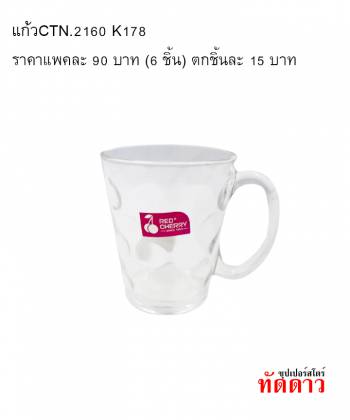 แก้วCTN.2160 K178
ราคาแพคละ 90 บาท (6 ชิ้น) ตกชิ้นละ 15 บาท
RED
CHERRY
ซุปเปอร์สโตร์
ทัดดาว